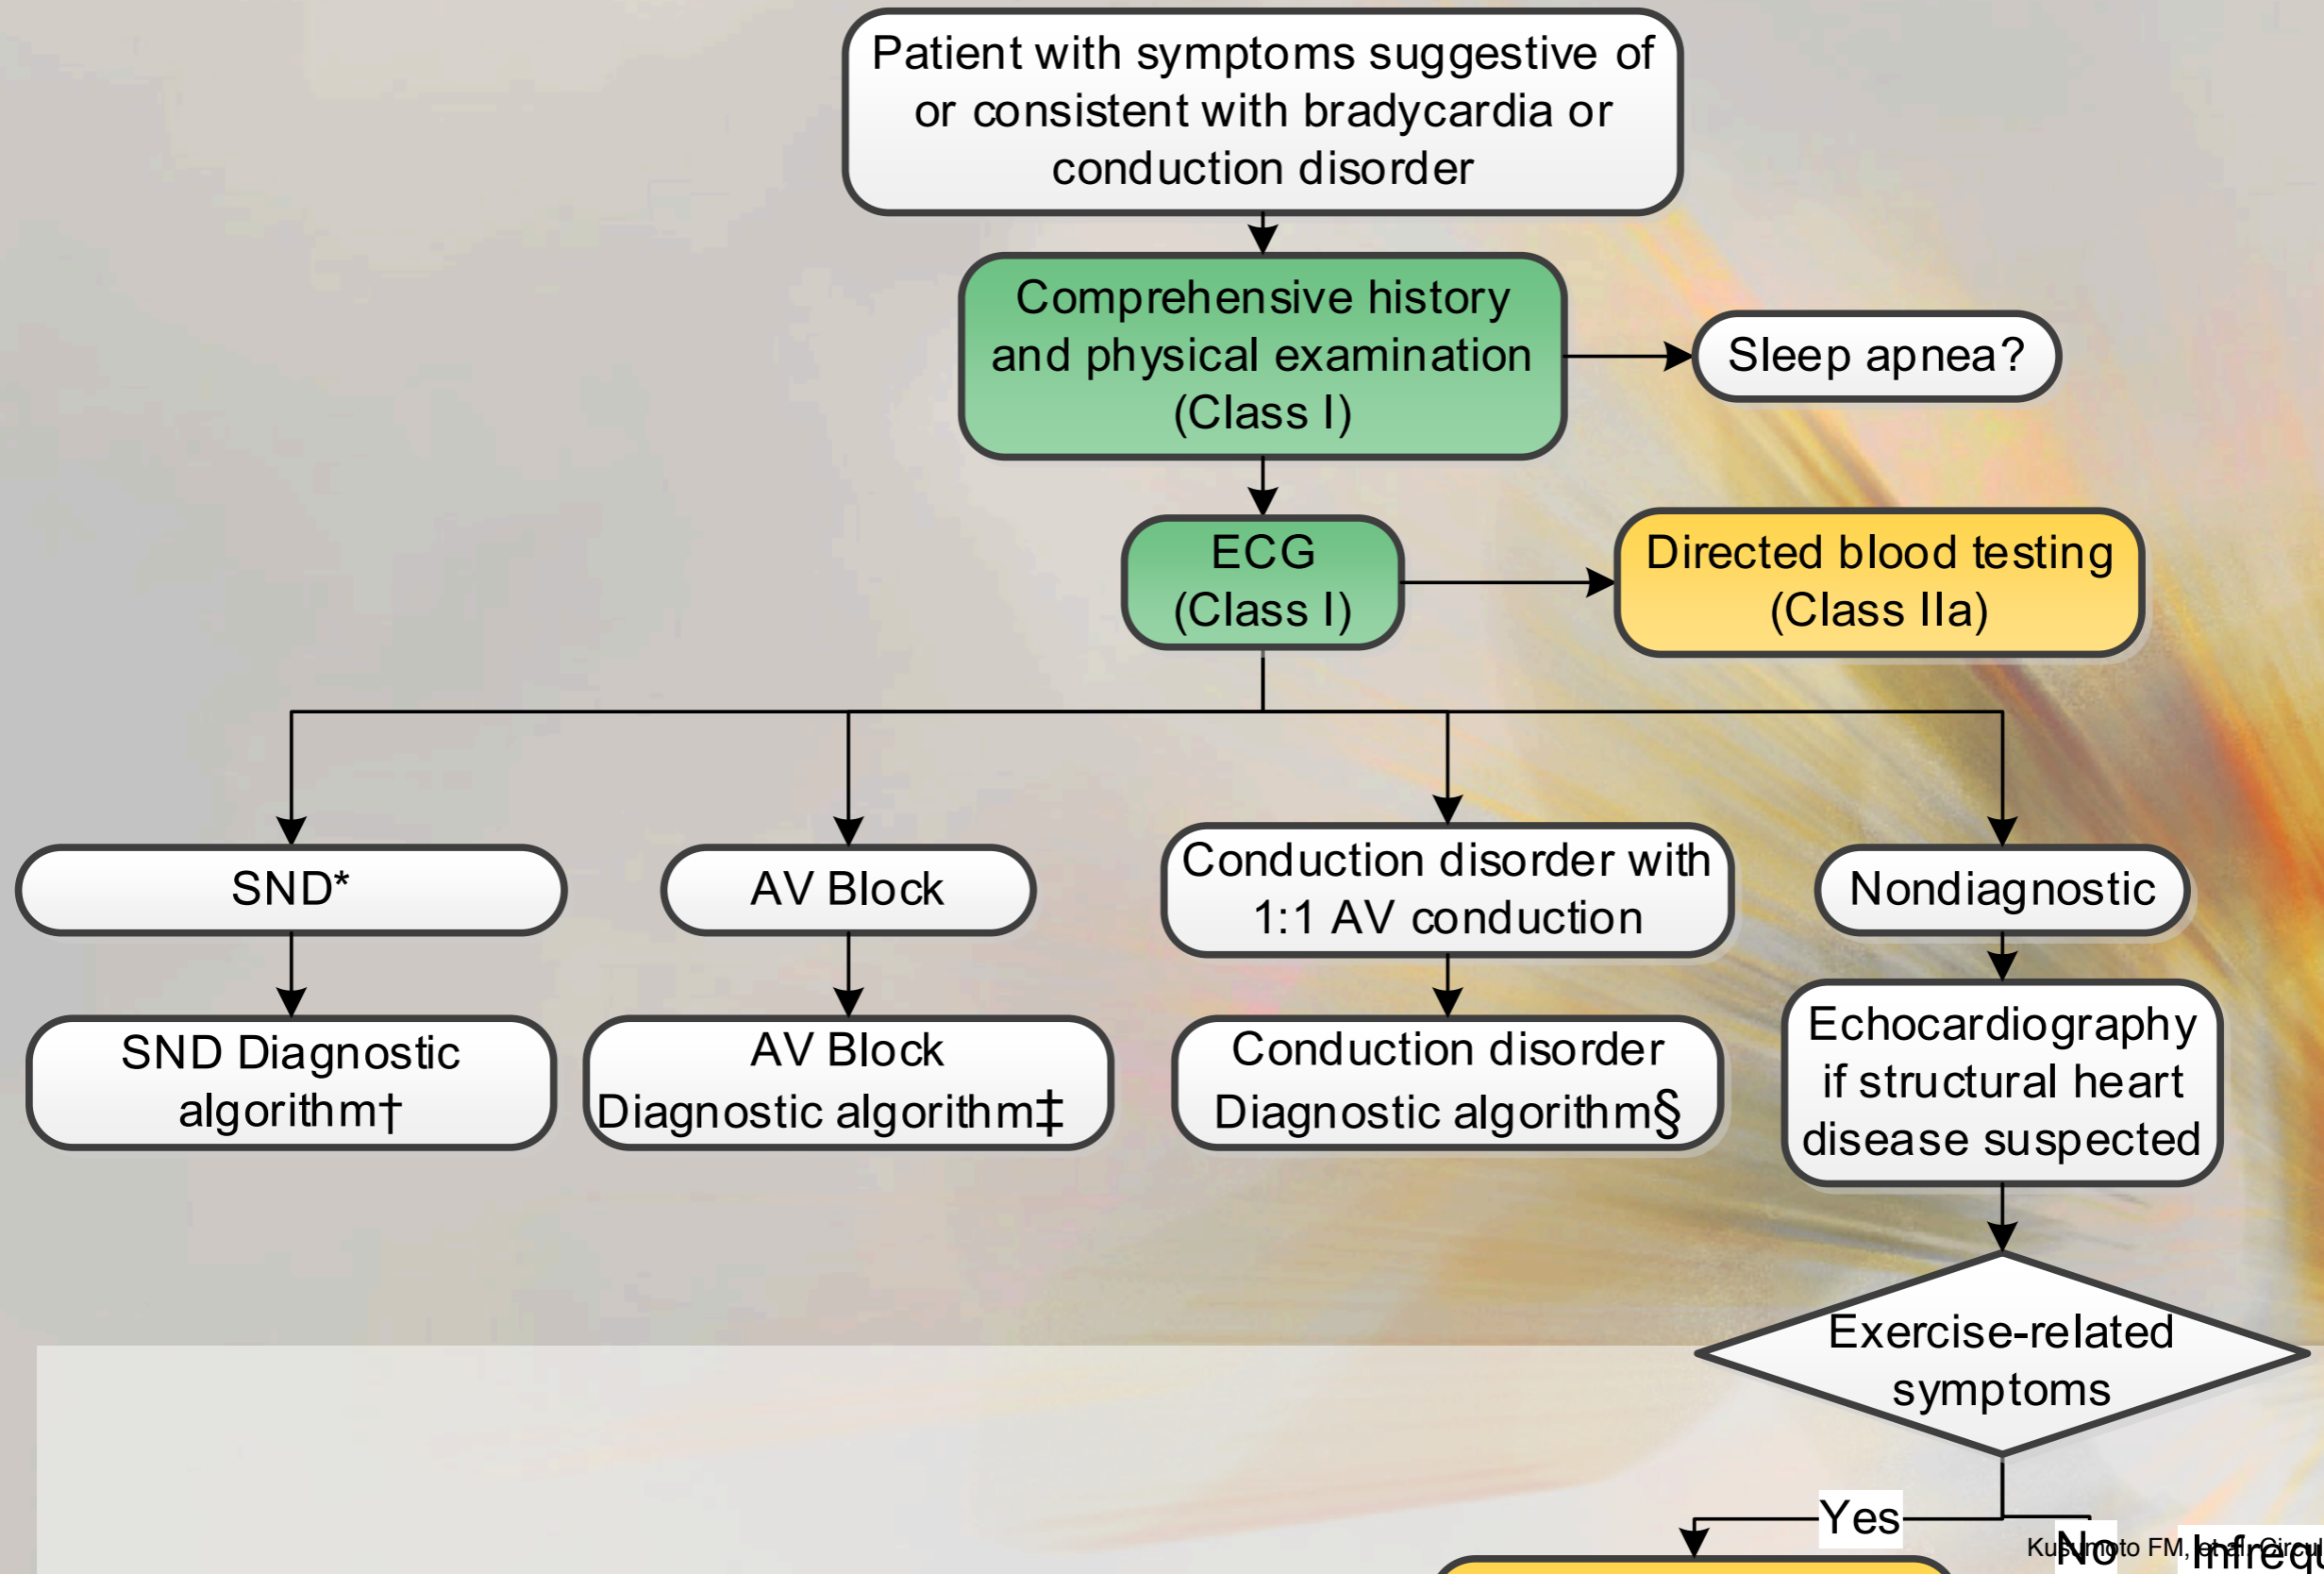 Patient with symptoms suggestive of
or consistent with bradycardia or
conduction disorder
Comprehensive history
and physical examination
(Class I)
Sleep apnea?
ECG
(Class I)
Directed blood testing
(Class IIa)
SND*
AV Block
Conduction disorder with
1:1 AV conduction
Nondiagnostic
SND Diagnostic
algorithm†
AV Block
Diagnostic algorithm‡
Conduction disorder
Diagnostic algorithm§
Echocardiography
if structural heart
disease suspected
Exercise-related
symptoms
Yes
No
Kusumoto FM,